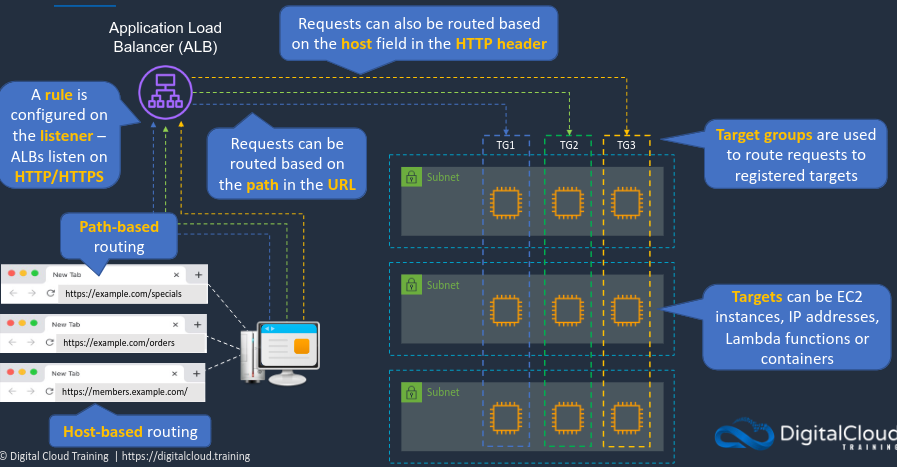 Application Load
Balancer (ALB)
Requests can also be routed based
on the host field in the HTTP header
A rule is
configured on
the listener –
ALBs listen on
HTTP/HTTPS
Requests can be
routed based on
the path in the URL
TG1
TG2
TG3
Target groups are used
to route requests to
registered targets
Subnet
Path-based
routing
New Tab
https://example.com/specials
Subnet
Targets can be EC2
instances, IP addresses,
Lambda functions or
containers
New Tab
https://example.com/orders
New Tab
https://members.example.com/
Subnet
Host-based routing
DigitalCloud
TRAINING
© Digital Cloud Training | https://digitalcloud.training